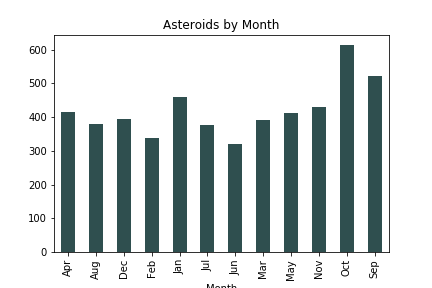 Asteroids by Month
600
500
400
300
200
100
0
Apr
Aug
Dec
Feb
Jan
Jul
Jun
Mar
May
Nov
Oct
Sep
Month